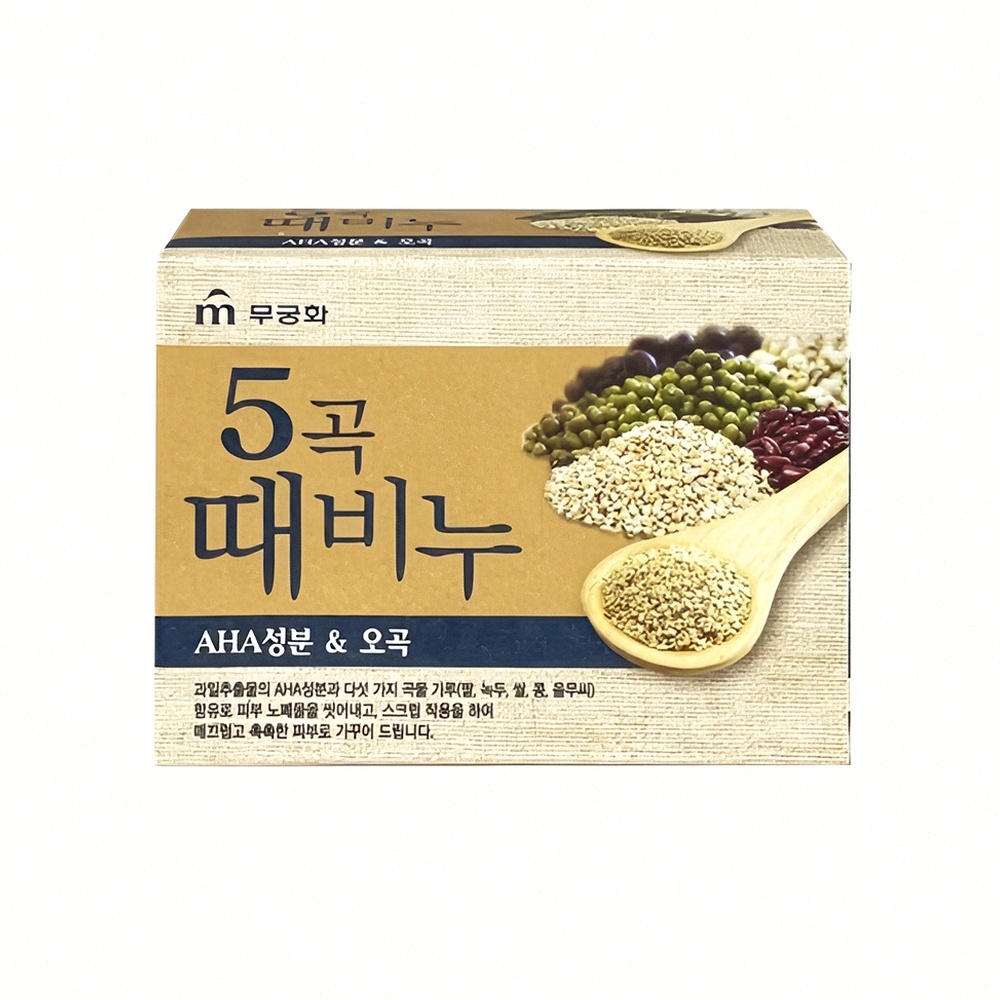 5곡
때비누
AHA성분 & 오곡
무궁화
5곡
때비누
AHA성분 & 오곡
과일추출물의 AHA성분과 다섯 가지 곡물 가루(팥, 녹두, 쌀, 콩, 율무씨)
함유로 피부 노폐물을 씻어내고, 스크럽 작용을 하여
매끄럽고 촉촉한 피부로 가꾸어 드립니다.